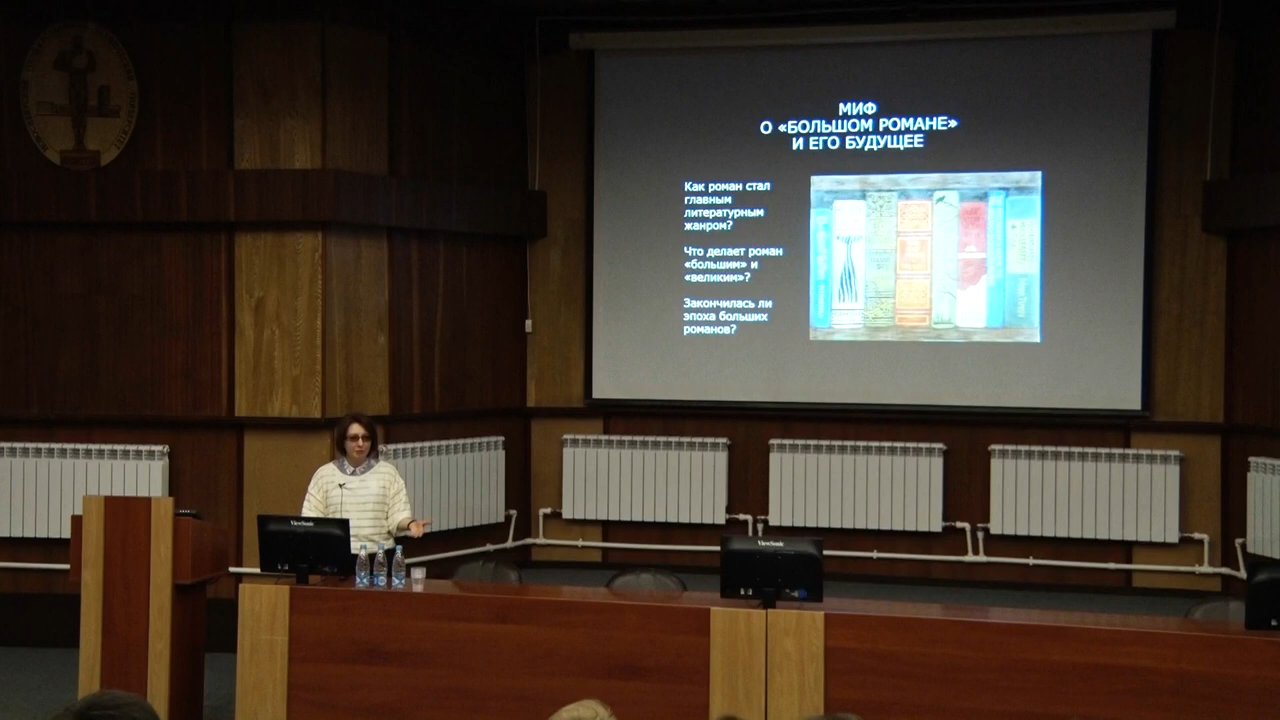 МИФ
О «БОЛЬШОМ РОМАНЕ»
И ЕГО БУДУЩЕЕ
Как роман стал
главным
литературным
жанром?
Что делает роман
«большим» и
«великим»?
Закончилась ли
эпоха больших
романов?
ViewSonic
ViewSonic